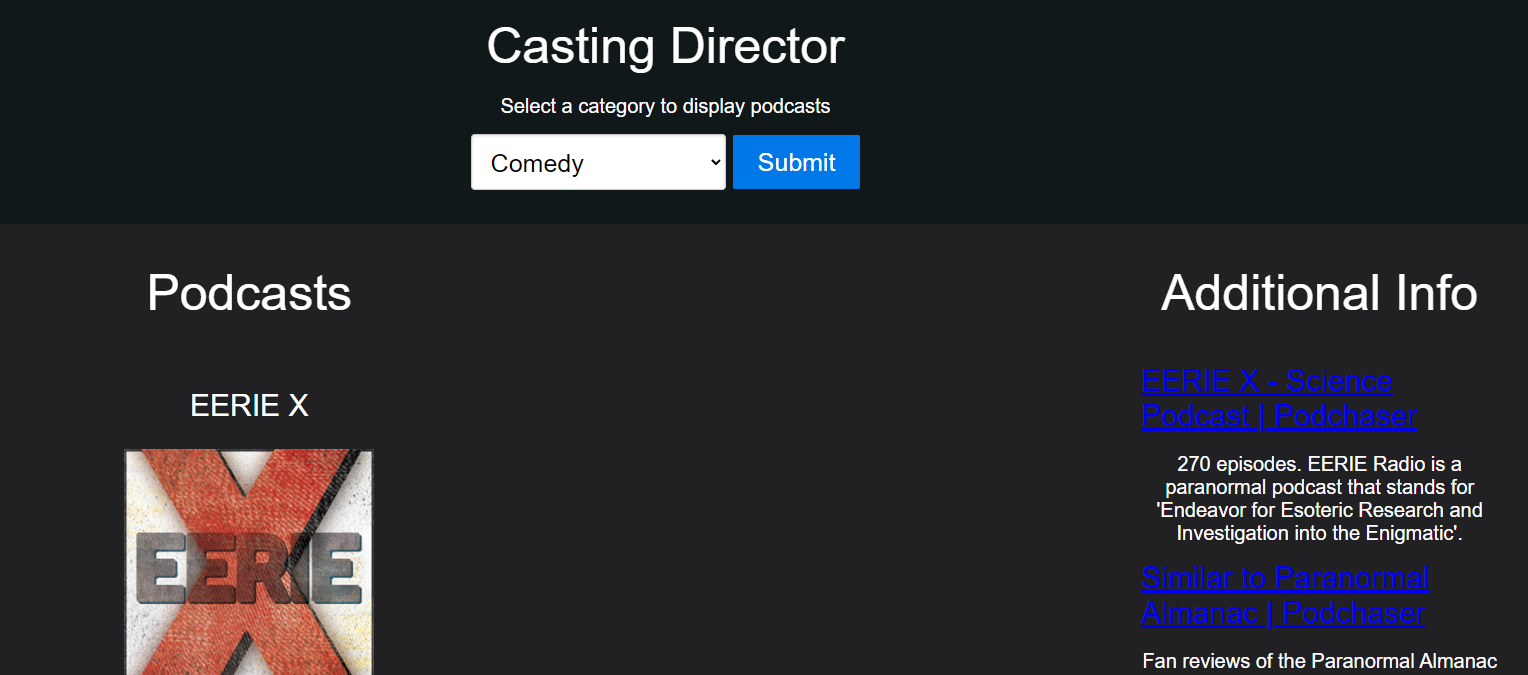 Casting Director
Select a category to display podcasts
Comedy
Submit
Podcasts
EERIE X
EERIE
Additional Info
EERIE X - Science
Podcast | Podchaser
270 episodes. EERIE Radio is a
paranormal podcast that stands for
'Endeavor for Esoteric Research and
Investigation into the Enigmatic'.
Similar to Paranormal
Almanac | Podchaser
Fan reviews of the Paranormal Almanac